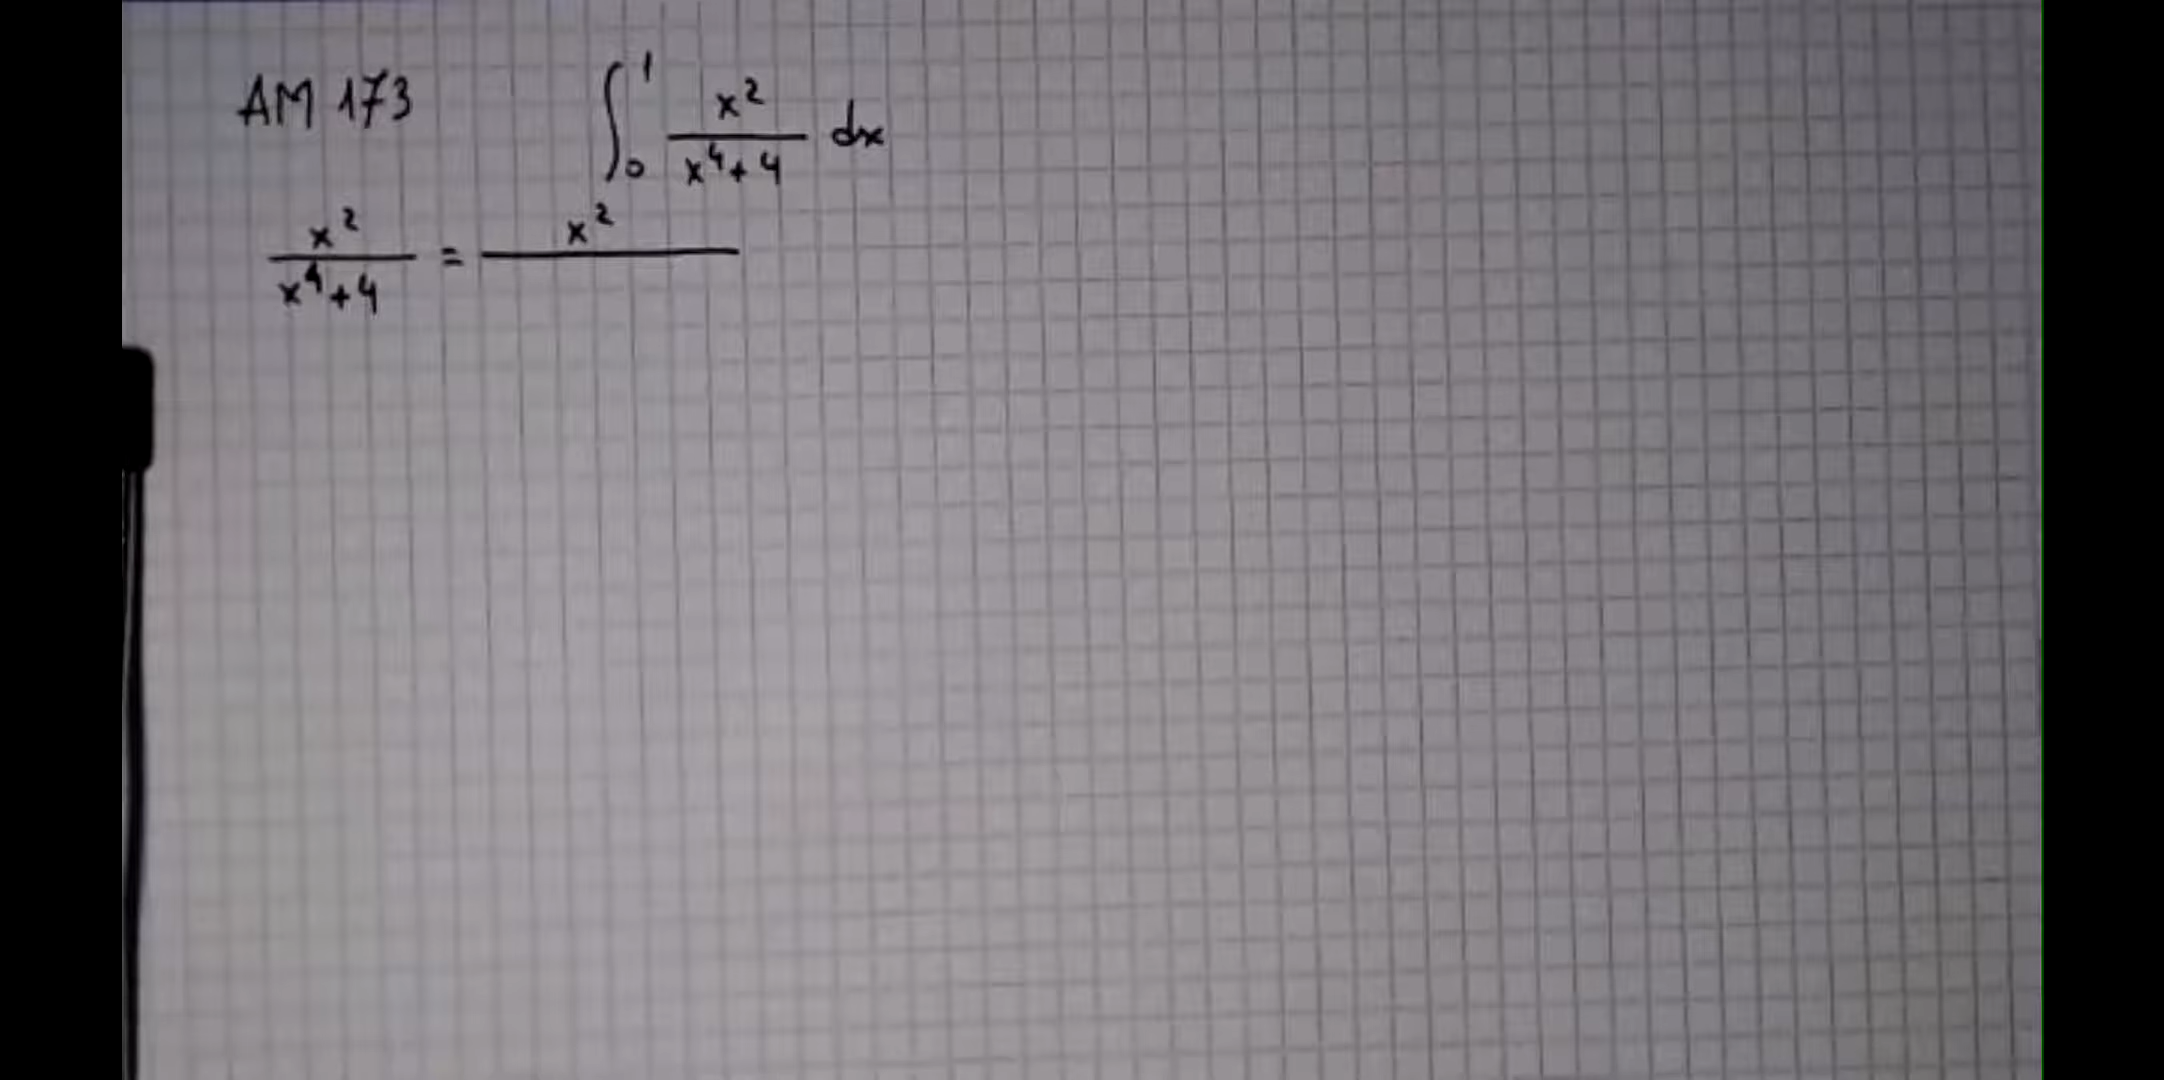 AM 173 ∫₀¹ x²/(x⁴+4) dx
x²/(x⁴+4) = x²/